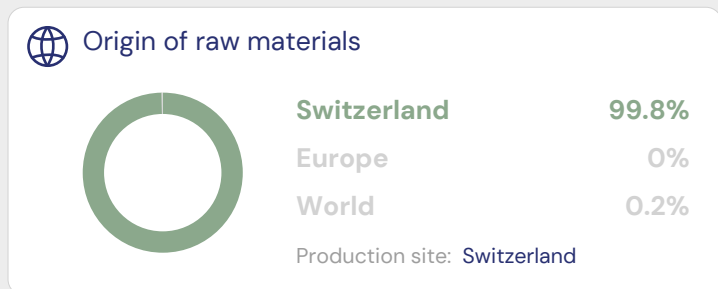 Origin of raw materials
Switzerland 99.8%
Europe 0%
World 0.2%
Production site: Switzerland